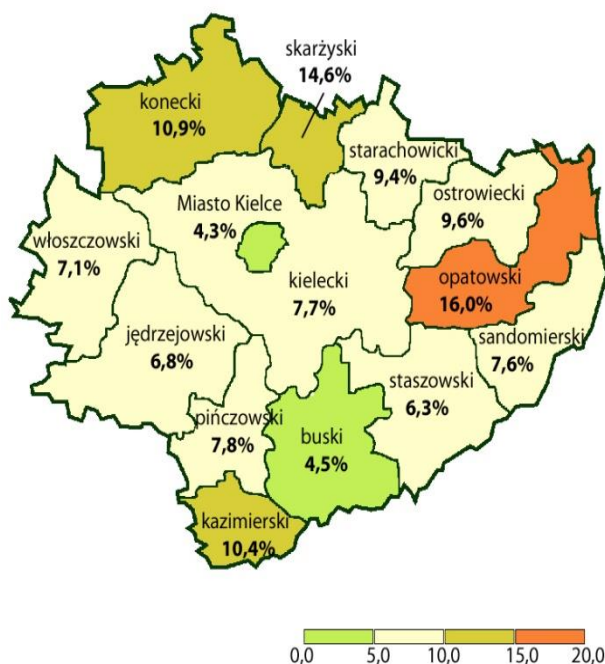 skarżyski
14,6%
konecki
10,9%
starachowicki
9,4%
ostrowiecki
9,6%
Miasto Kielce
4,3%
włoszczowski
7,1%
kielecki
7,7%
opatowski
16,0%
jędrzejowski
6,8%
sandomierski
7,6%
staszowski
6,3%
pińczowski
7,8%
buski
4,5%
kazimierski
10,4%
0,0 5,0 10,0 15,0 20,0